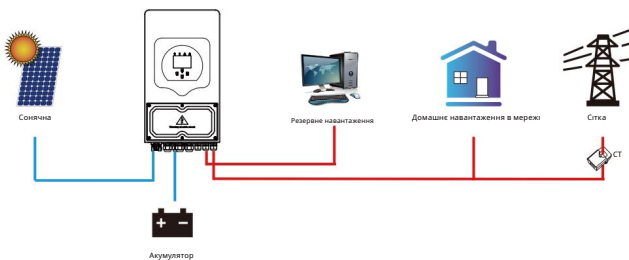 Сонячна
Резервне навантаження
Домашнє навантаження в мережі
Сітка
CT
Акумулятор